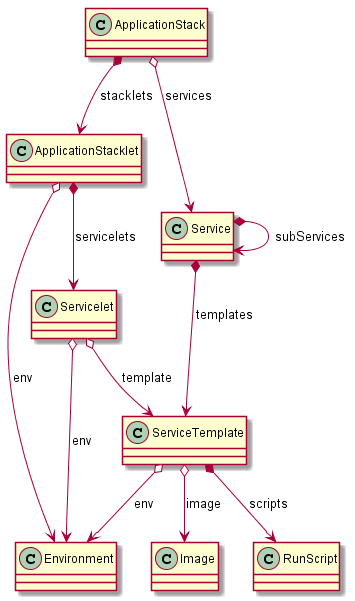 C ApplicationStack
stacklets
services
C ApplicationStacklet
C Service
subServices
servicelets
C Servicelet
templates
env
env
template
C ServiceTemplate
env
image
scripts
C Environment
C Image
C RunScript